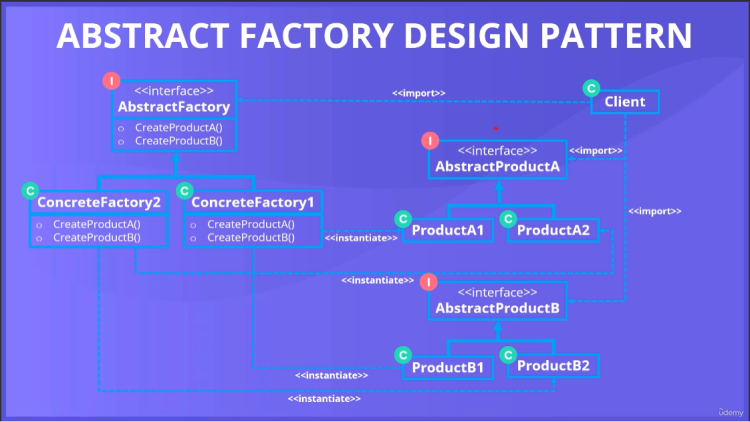 ABSTRACT FACTORY DESIGN PATTERN
I
<<interface>>
AbstractFactory
o CreateProductA()
o CreateProductB()
<<import>>
C
Client
I
<<interface>>
AbstractProductA
<<import>>
C
ConcreteFactory2
o CreateProductA()
o CreateProductB()
C
ConcreteFactory1
o CreateProductA()
o CreateProductB()
<<import>>
C
ProductA1
C
ProductA2
<<instantiate>>
<<instantiate>>
I
<<interface>>
AbstractProductB
C
ProductB1
C
ProductB2
<<instantiate>>
<<instantiate>>
ûdemy